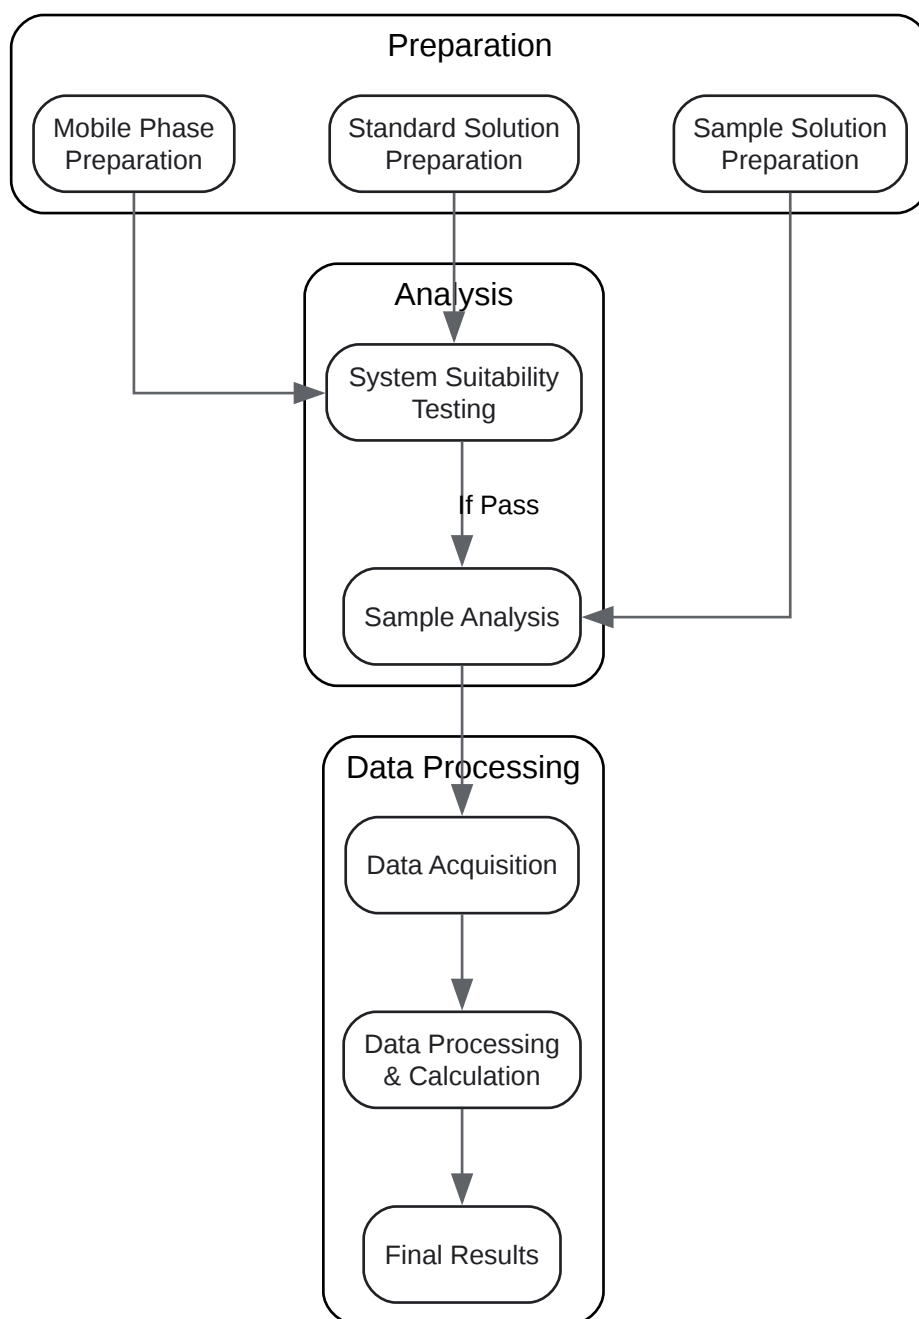 Preparation
Mobile Phase
Preparation
Standard Solution
Preparation
Sample Solution
Preparation
Analysis
System Suitability
Testing
If Pass
Sample Analysis
Data Processing
Data Acquisition
Data Processing
& Calculation
Final Results